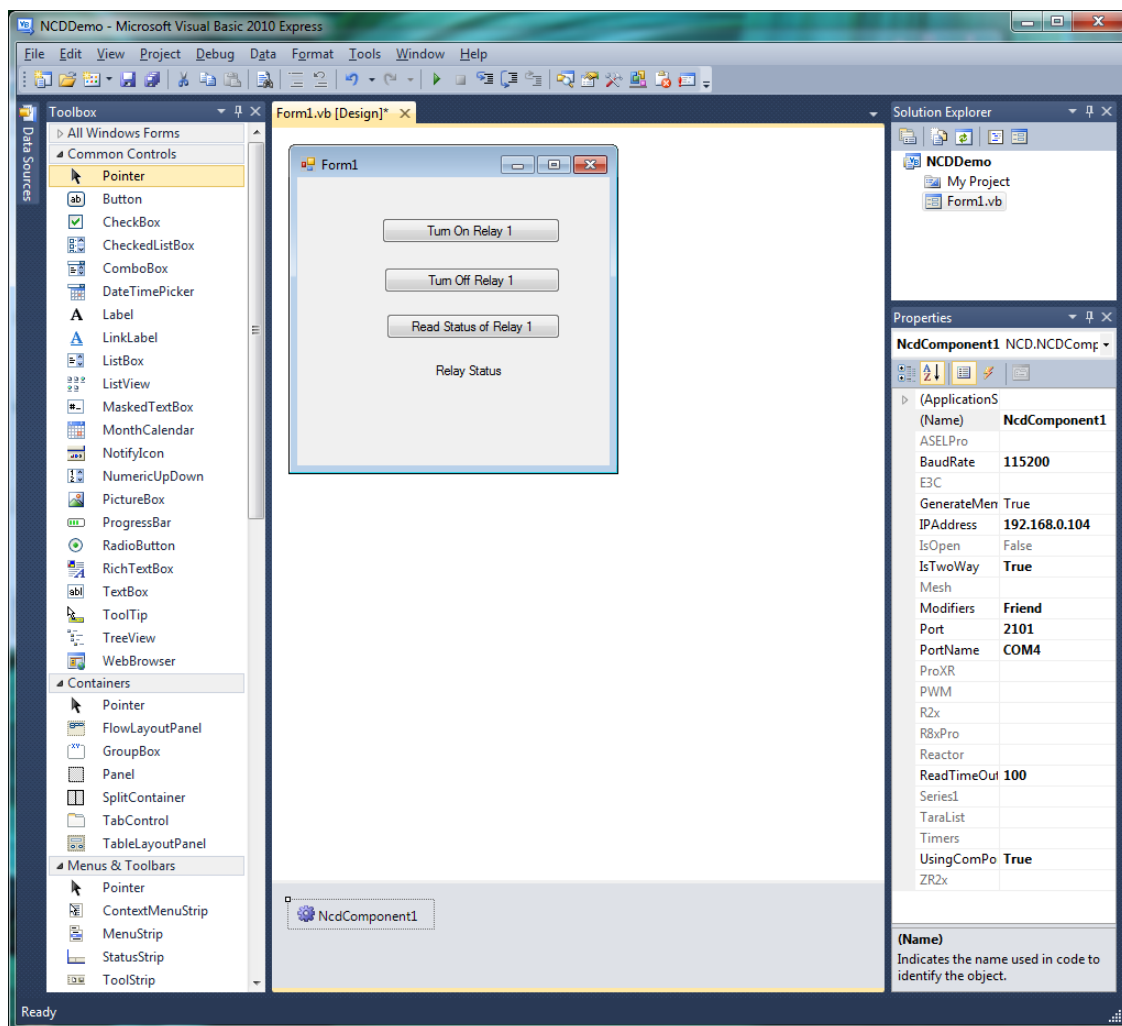 NCDDemo - Microsoft Visual Basic 2010 Express
File Edit View Project Debug Data Format Tools Window Help
Data Sources
Toolbox
All Windows Forms
Common Controls
Pointer
Button
CheckBox
CheckedListBox
ComboBox
DateTimePicker
Label
LinkLabel
ListBox
ListView
MaskedTextBox
MonthCalendar
NotifyIcon
NumericUpDown
PictureBox
ProgressBar
RadioButton
RichTextBox
TextBox
ToolTip
TreeView
WebBrowser
Containers
Pointer
FlowLayoutPanel
GroupBox
Panel
SplitContainer
TabControl
TableLayoutPanel
Menus & Toolbars
Pointer
ContextMenuStrip
MenuStrip
StatusStrip
ToolStrip
Form1.vb [Design]*
Form1
Turn On Relay 1
Turn Off Relay 1
Read Status of Relay 1
Relay Status
NcdComponent1
Solution Explorer
NCDDemo
My Project
Form1.vb
Properties
NcdComponent1 NCD.NCDComp
(ApplicationS
(Name) NcdComponent1
ASELPro
BaudRate 115200
E3C
GenerateMem True
IPAddress 192.168.0.104
IsOpen False
IsTwoWay True
Mesh
Modifiers Friend
Port 2101
PortName COM4
ProXR
PWM
R2x
R8xPro
Reactor
ReadTimeOut 100
Series1
TaraList
Timers
UsingComPo True
ZR2x
(Name)
Indicates the name used in code to
identify the object.
Ready